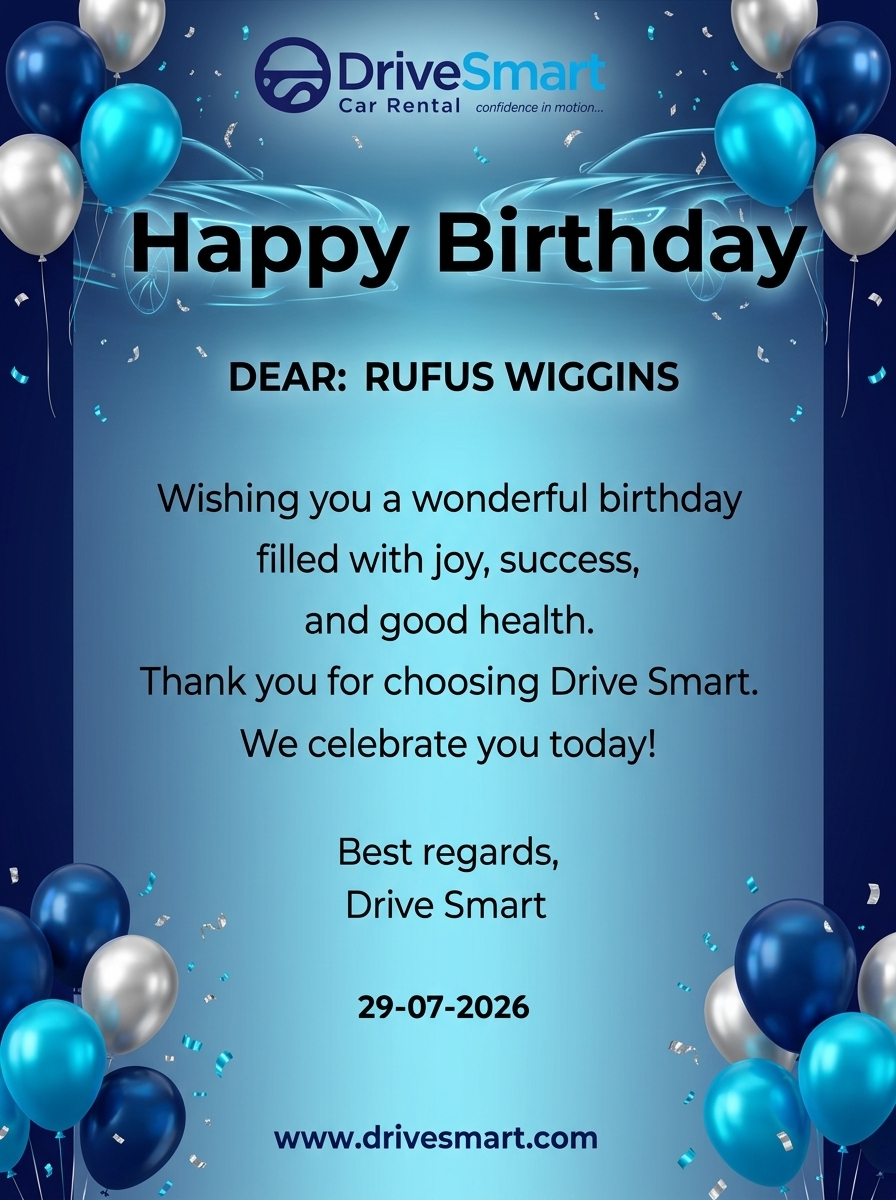 DriveSmart
Car Rental confidence in motion...
Happy Birthday
DEAR: RUFUS WIGGINS
Wishing you a wonderful birthday
filled with joy, success,
and good health.
Thank you for choosing Drive Smart.
We celebrate you today!
Best regards,
Drive Smart
29-07-2026
www.drivesmart.com